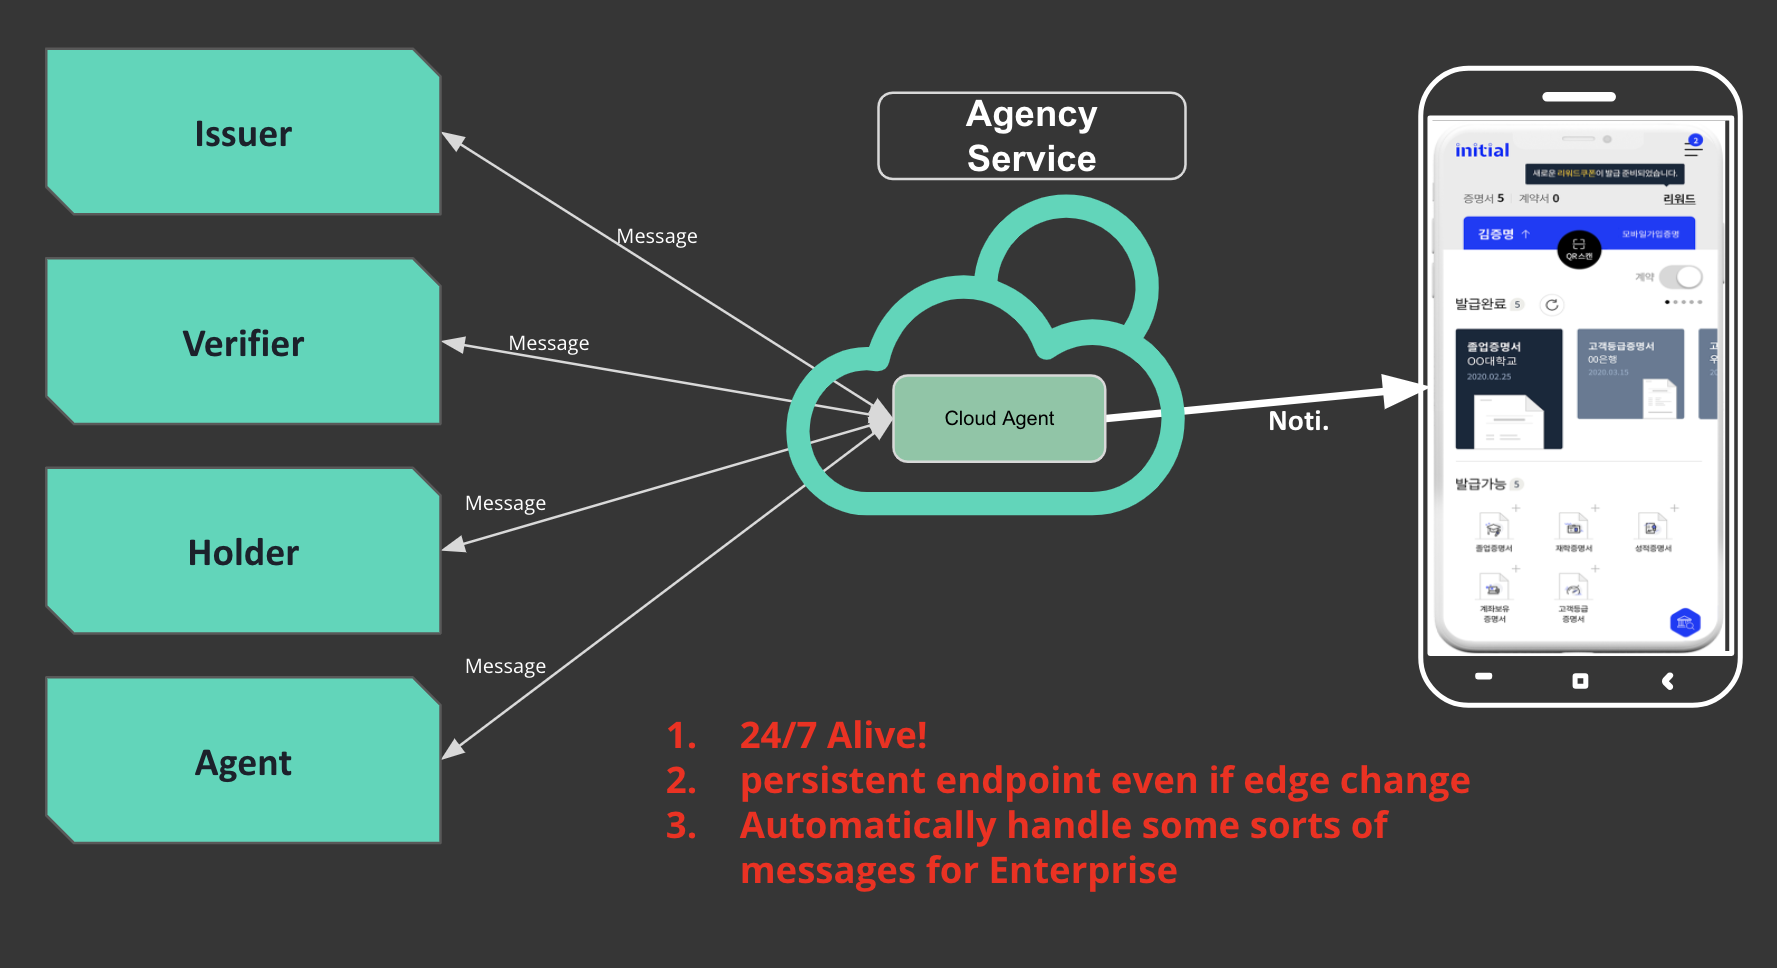 Issuer
Verifier
Holder
Agent
Message
Message
Message
Message
Agency
Service
Cloud Agent
Noti.
initial
2
새로운 리워드쿠폰이 발급 준비되었습니다.
증명서 5 계약서 0 리워드
김증명 ↑ 모바일가입증명
QR스캔
계약
발급완료 5
졸업증명서
OO대학교
2020.02.25
고객등급증명서
00은행
2020.03.15
고
우
발급가능 5
졸업증명서
재학증명서
성적증명서
계좌보유
증명서
고객등급
증명서
1. 24/7 Alive!
2. persistent endpoint even if edge change
3. Automatically handle some sorts of
messages for Enterprise